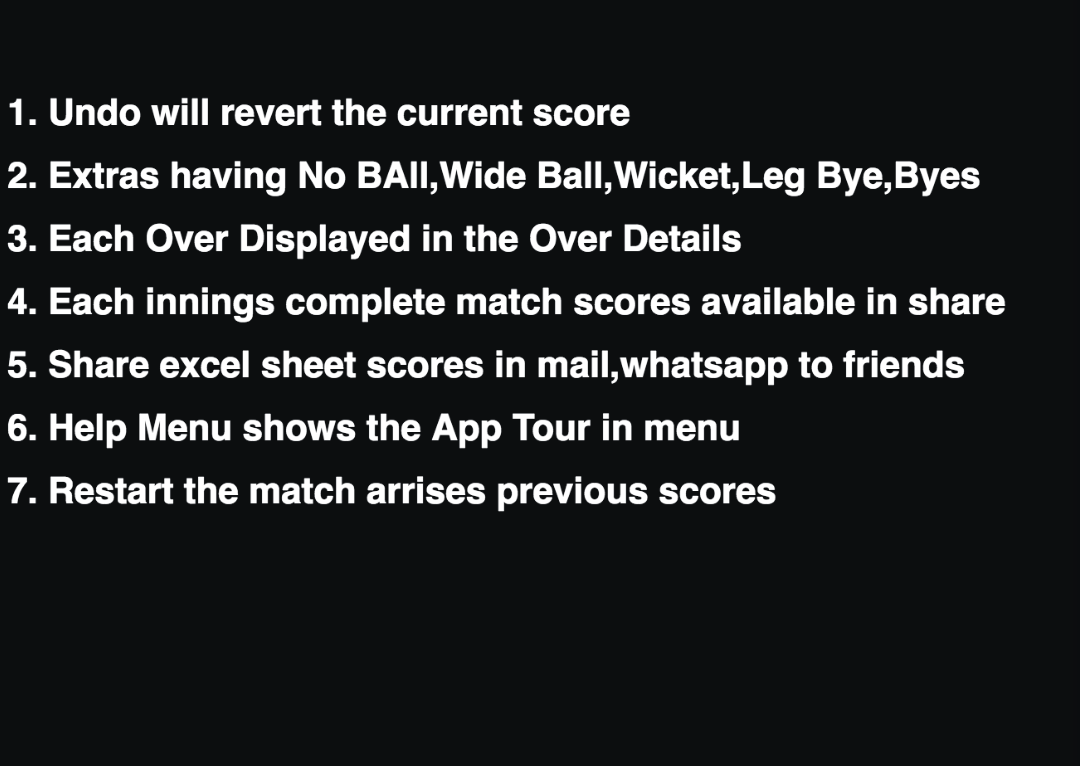 1. Undo will revert the current score
2. Extras having No BAll,Wide Ball,Wicket,Leg Bye,Byes
3. Each Over Displayed in the Over Details
4. Each innings complete match scores available in share
5. Share excel sheet scores in mail,whatsapp to friends
6. Help Menu shows the App Tour in menu
7. Restart the match arrises previous scores